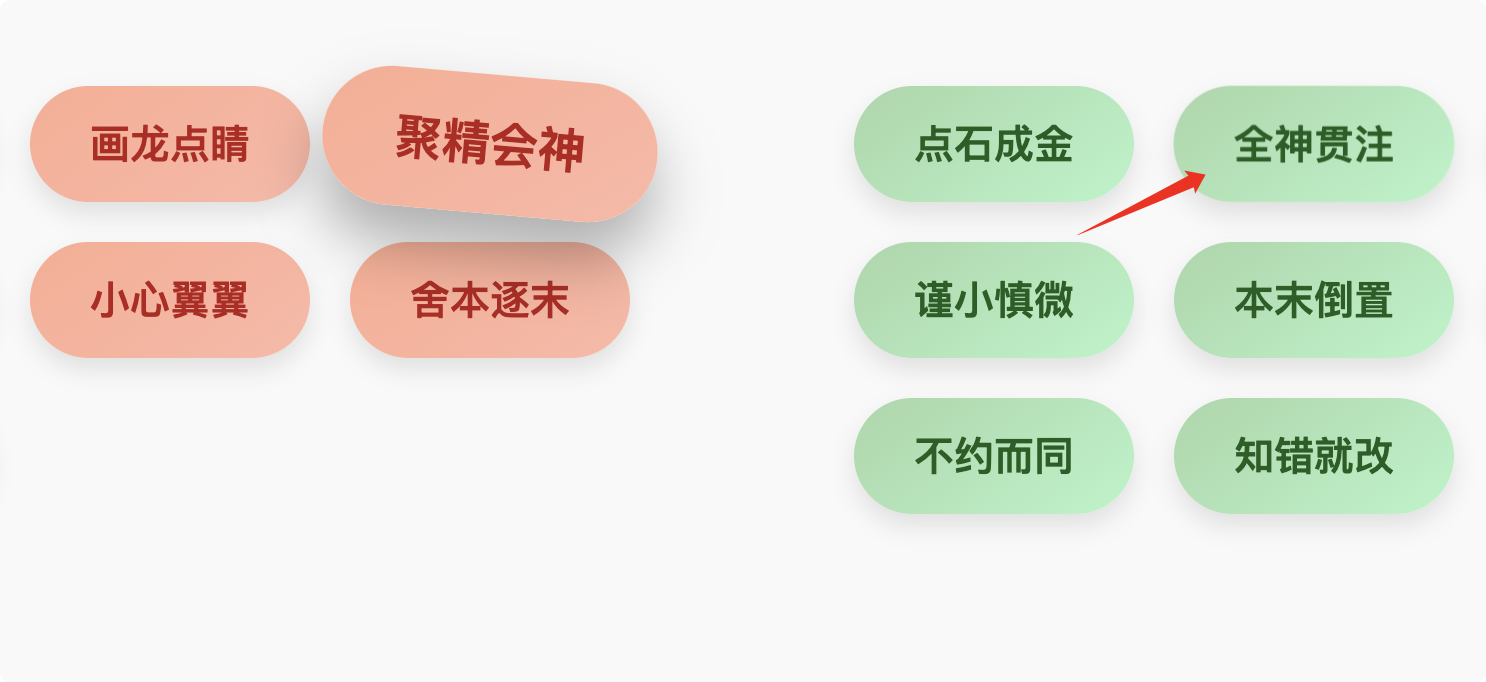 画龙点睛
聚精会神
点石成金
全神贯注
小心翼翼
舍本逐末
谨小慎微
本末倒置
不约而同
知错就改